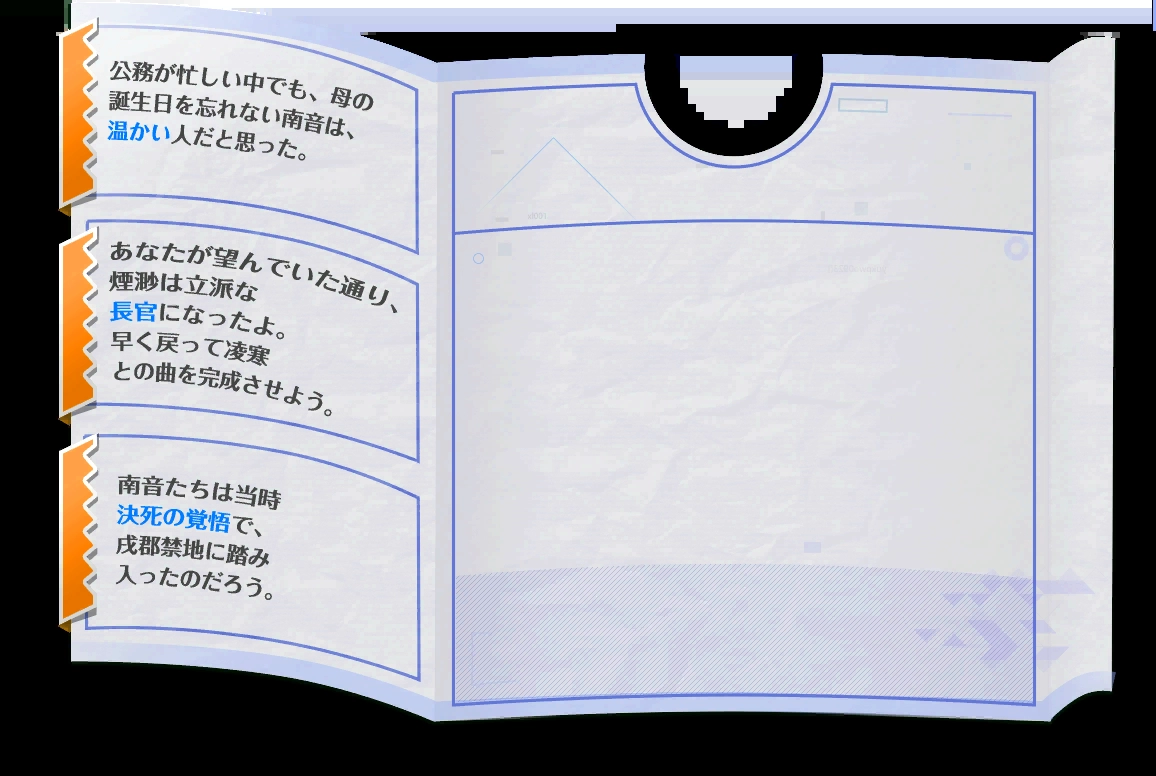 公務が忙しい中でも、母の
誕生日を忘れない南音は、
温かい人だと思った。
あなたが望んでいた通り、
煙渺は立派な
長官になったよ。
早く戻って凌寒
との曲を完成させよう。
南音たちは当時
決死の覚悟で、
戌郡禁地に踏み
入ったのだろう。